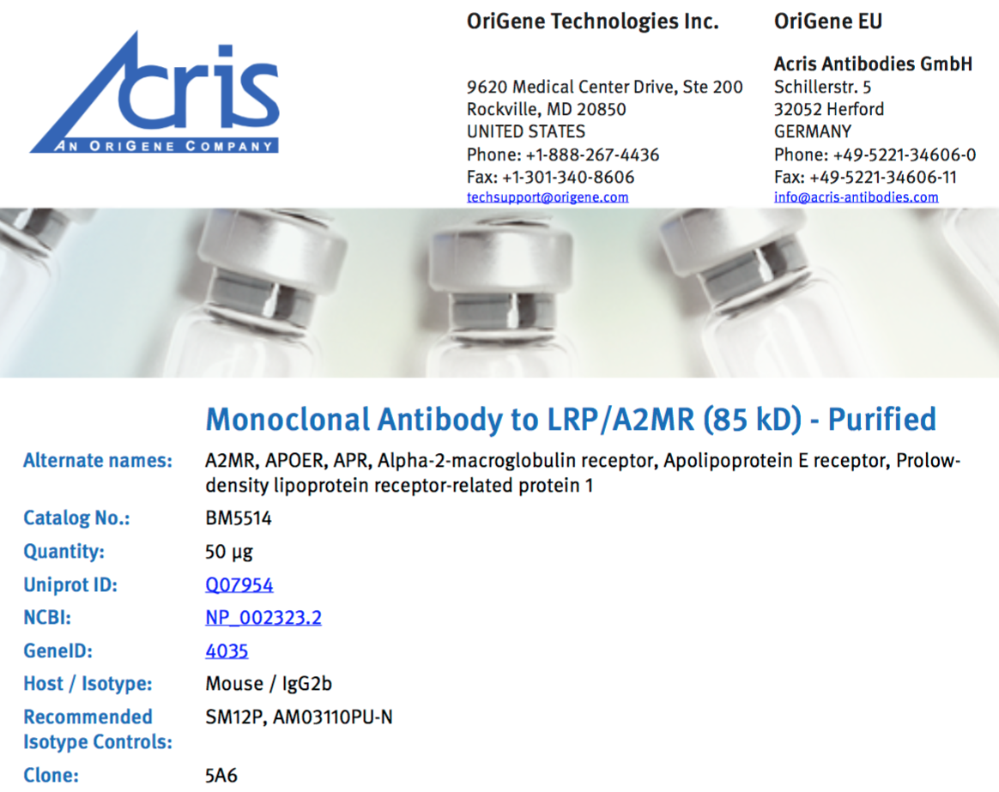 Acris
AN ORIGENE COMPANY
OriGene Technologies Inc.
9620 Medical Center Drive, Ste 200
Rockville, MD 20850
UNITED STATES
Phone: +1-888-267-4436
Fax: +1-301-340-8606
techsupport@origene.com
OriGene EU
Acris Antibodies GmbH
Schillerstr. 5
32052 Herford
GERMANY
Phone: +49-5221-34606-0
Fax: +49-5221-34606-11
info@acris-antibodies.com
Monoclonal Antibody to LRP/A2MR (85 kD) - Purified
Alternate names: A2MR, APOER, APR, Alpha-2-macroglobulin receptor, Apolipoprotein E receptor, Prolow-
density lipoprotein receptor-related protein 1
Catalog No.: BM5514
Quantity: 50 µg
Uniprot ID: Q07954
NCBI: NP_002323.2
GeneID: 4035
Host / Isotype: Mouse / IgG2b
Recommended SM12P, AM03110PU-N
Isotype Controls:
Clone: 5A6